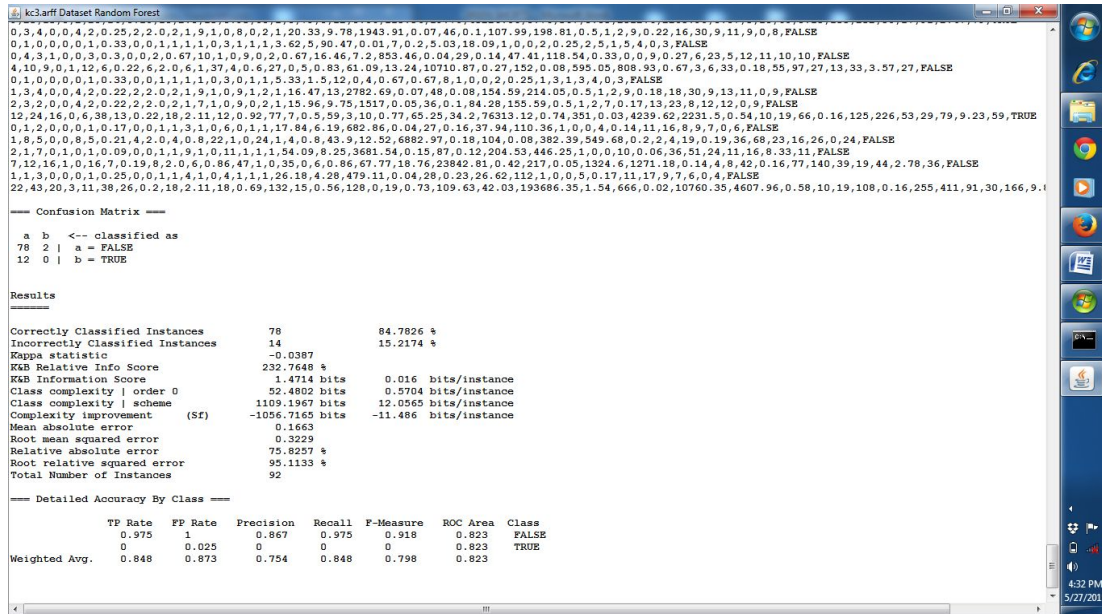 kc3.arff Dataset Random Forest
0,1,0,0,0,0,1,0.33,0,0,1,1,1,1,0,3,1,1,1,3.62,5,90.47,0.01,7,0.2,5.03,18.09,1,0,0,2,0.25,2,5,1,5,4,0,3,FALSE
0,4,3,1,0,0,3,0,0,2,0.67,10,1,0,9,0,2,0.67,16.46,7.2,853.46,0.04,29,0.14,47.41,118.54,0.33,0,0,9,0.27,6,23,5,12,11,10,10,FALSE
4,10,9,0,1,12,6,0.22,6,2.0,6,1,37,4,0.6,27,0,5,0.83,61.09,13.24,10710.87,0.27,152,0.08,595.05,808.93,0.67,3,6,33,0.18,55,97,27,13,33,3.57,27,FALSE
0,1,0,0,0,0,1,0.33,0,0,1,1,1,1,0,3,0,1,1,5.33,1.5,12,0,4,0.67,0.67,8,1,0,0,2,0.25,1,3,1,3,4,0,3,FALSE
1,3,4,0,0,4,2,0.22,2,2.0,2,1,9,1,0,9,1,2,1,16.47,13,2782.69,0.07,48,0.08,154.59,214.05,0.5,1,2,9,0.18,18,30,9,13,11,0,9,FALSE
2,3,2,0,0,4,2,0.22,2,2.0,2,1,7,1,0,9,0,2,1,15.96,9.75,1517,0.05,36,0.1,84.28,155.59,0.5,1,2,7,0.17,13,23,8,12,12,0,9,FALSE
12,24,16,0,6,38,13,0.22,18,2.11,12,0.92,77,7,0.5,59,3,10,0.77,65.25,34.2,76313.12,0.74,351,0.03,4239.62,2231.5,0.54,10,19,66,0.16,125,226,53,29,79,9.23,59,TRUE
0,1,2,0,0,0,1,0.17,0,0,1,1,3,1,0,6,0,1,1,17.84,6.19,682.86,0.04,27,0.16,37.94,110.36,1,0,0,4,0.14,11,16,8,9,7,0,6,FALSE
1,8,5,0,0,8,5,0.21,4,2.0,4,0.8,22,1,0,24,1,4,0.8,43.9,12.52,6882.97,0.18,104,0.08,382.39,549.68,0.2,2,4,19,0.19,36,68,23,16,26,0,24,FALSE
2,1,7,0,1,0,1,0.09,0,0,1,1,9,1,0,11,1,1,1,54.09,8.25,3681.54,0.15,87,0.12,204.53,446.25,1,0,0,10,0.06,36,51,24,11,16,8.33,11,FALSE
7,12,16,1,0,16,7,0.19,8,2.0,6,0.86,47,1,0,35,0,6,0.86,67.77,18.76,23842.81,0.42,217,0.05,1324.6,1271.18,0.14,4,8,42,0.16,77,140,39,19,44,2.78,36,FALSE
1,1,3,0,0,0,1,0.25,0,0,1,1,4,1,0,4,1,1,1,26.18,4.28,479.11,0.04,28,0.23,26.62,112,1,0,0,5,0.17,11,17,9,7,6,0,4,FALSE
22,43,20,3,11,38,26,0.2,18,2.11,18,0.69,132,15,0.56,128,0,19,0.73,109.63,42.03,193686.35,1.54,666,0.02,10760.35,4607.96,0.58,10,19,108,0.16,255,411,91,30,166,9.
=== Confusion Matrix ===
a b <-- classified as
78 2 | a = FALSE
12 0 | b = TRUE
Results
======
Correctly Classified Instances 78 84.7826 %
Incorrectly Classified Instances 14 15.2174 %
Kappa statistic -0.0387
K&B Relative Info Score 232.7648 %
K&B Information Score 1.4714 bits 0.016 bits/instance
Class complexity | order 0 52.4802 bits 0.5704 bits/instance
Class complexity | scheme 1109.1967 bits 12.0565 bits/instance
Complexity improvement (Sf) -1056.7165 bits -11.486 bits/instance
Mean absolute error 0.1663
Root mean squared error 0.3229
Relative absolute error 75.8257 %
Root relative squared error 95.1133 %
Total Number of Instances 92
=== Detailed Accuracy By Class ===
TP Rate FP Rate Precision Recall F-Measure ROC Area Class
0.975 1 0.867 0.975 0.918 0.823 FALSE
0 0.025 0 0 0 0.823 TRUE
Weighted Avg. 0.848 0.873 0.754 0.848 0.798 0.823
4:32 PM
5/27/201